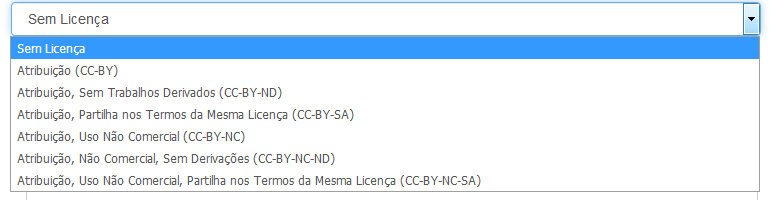 Sem Licença
Sem Licença
Atribuição (CC-BY)
Atribuição, Sem Trabalhos Derivados (CC-BY-ND)
Atribuição, Partilha nos Termos da Mesma Licença (CC-BY-SA)
Atribuição, Uso Não Comercial (CC-BY-NC)
Atribuição, Não Comercial, Sem Derivações (CC-BY-NC-ND)
Atribuição, Uso Não Comercial, Partilha nos Termos da Mesma Licença (CC-BY-NC-SA)